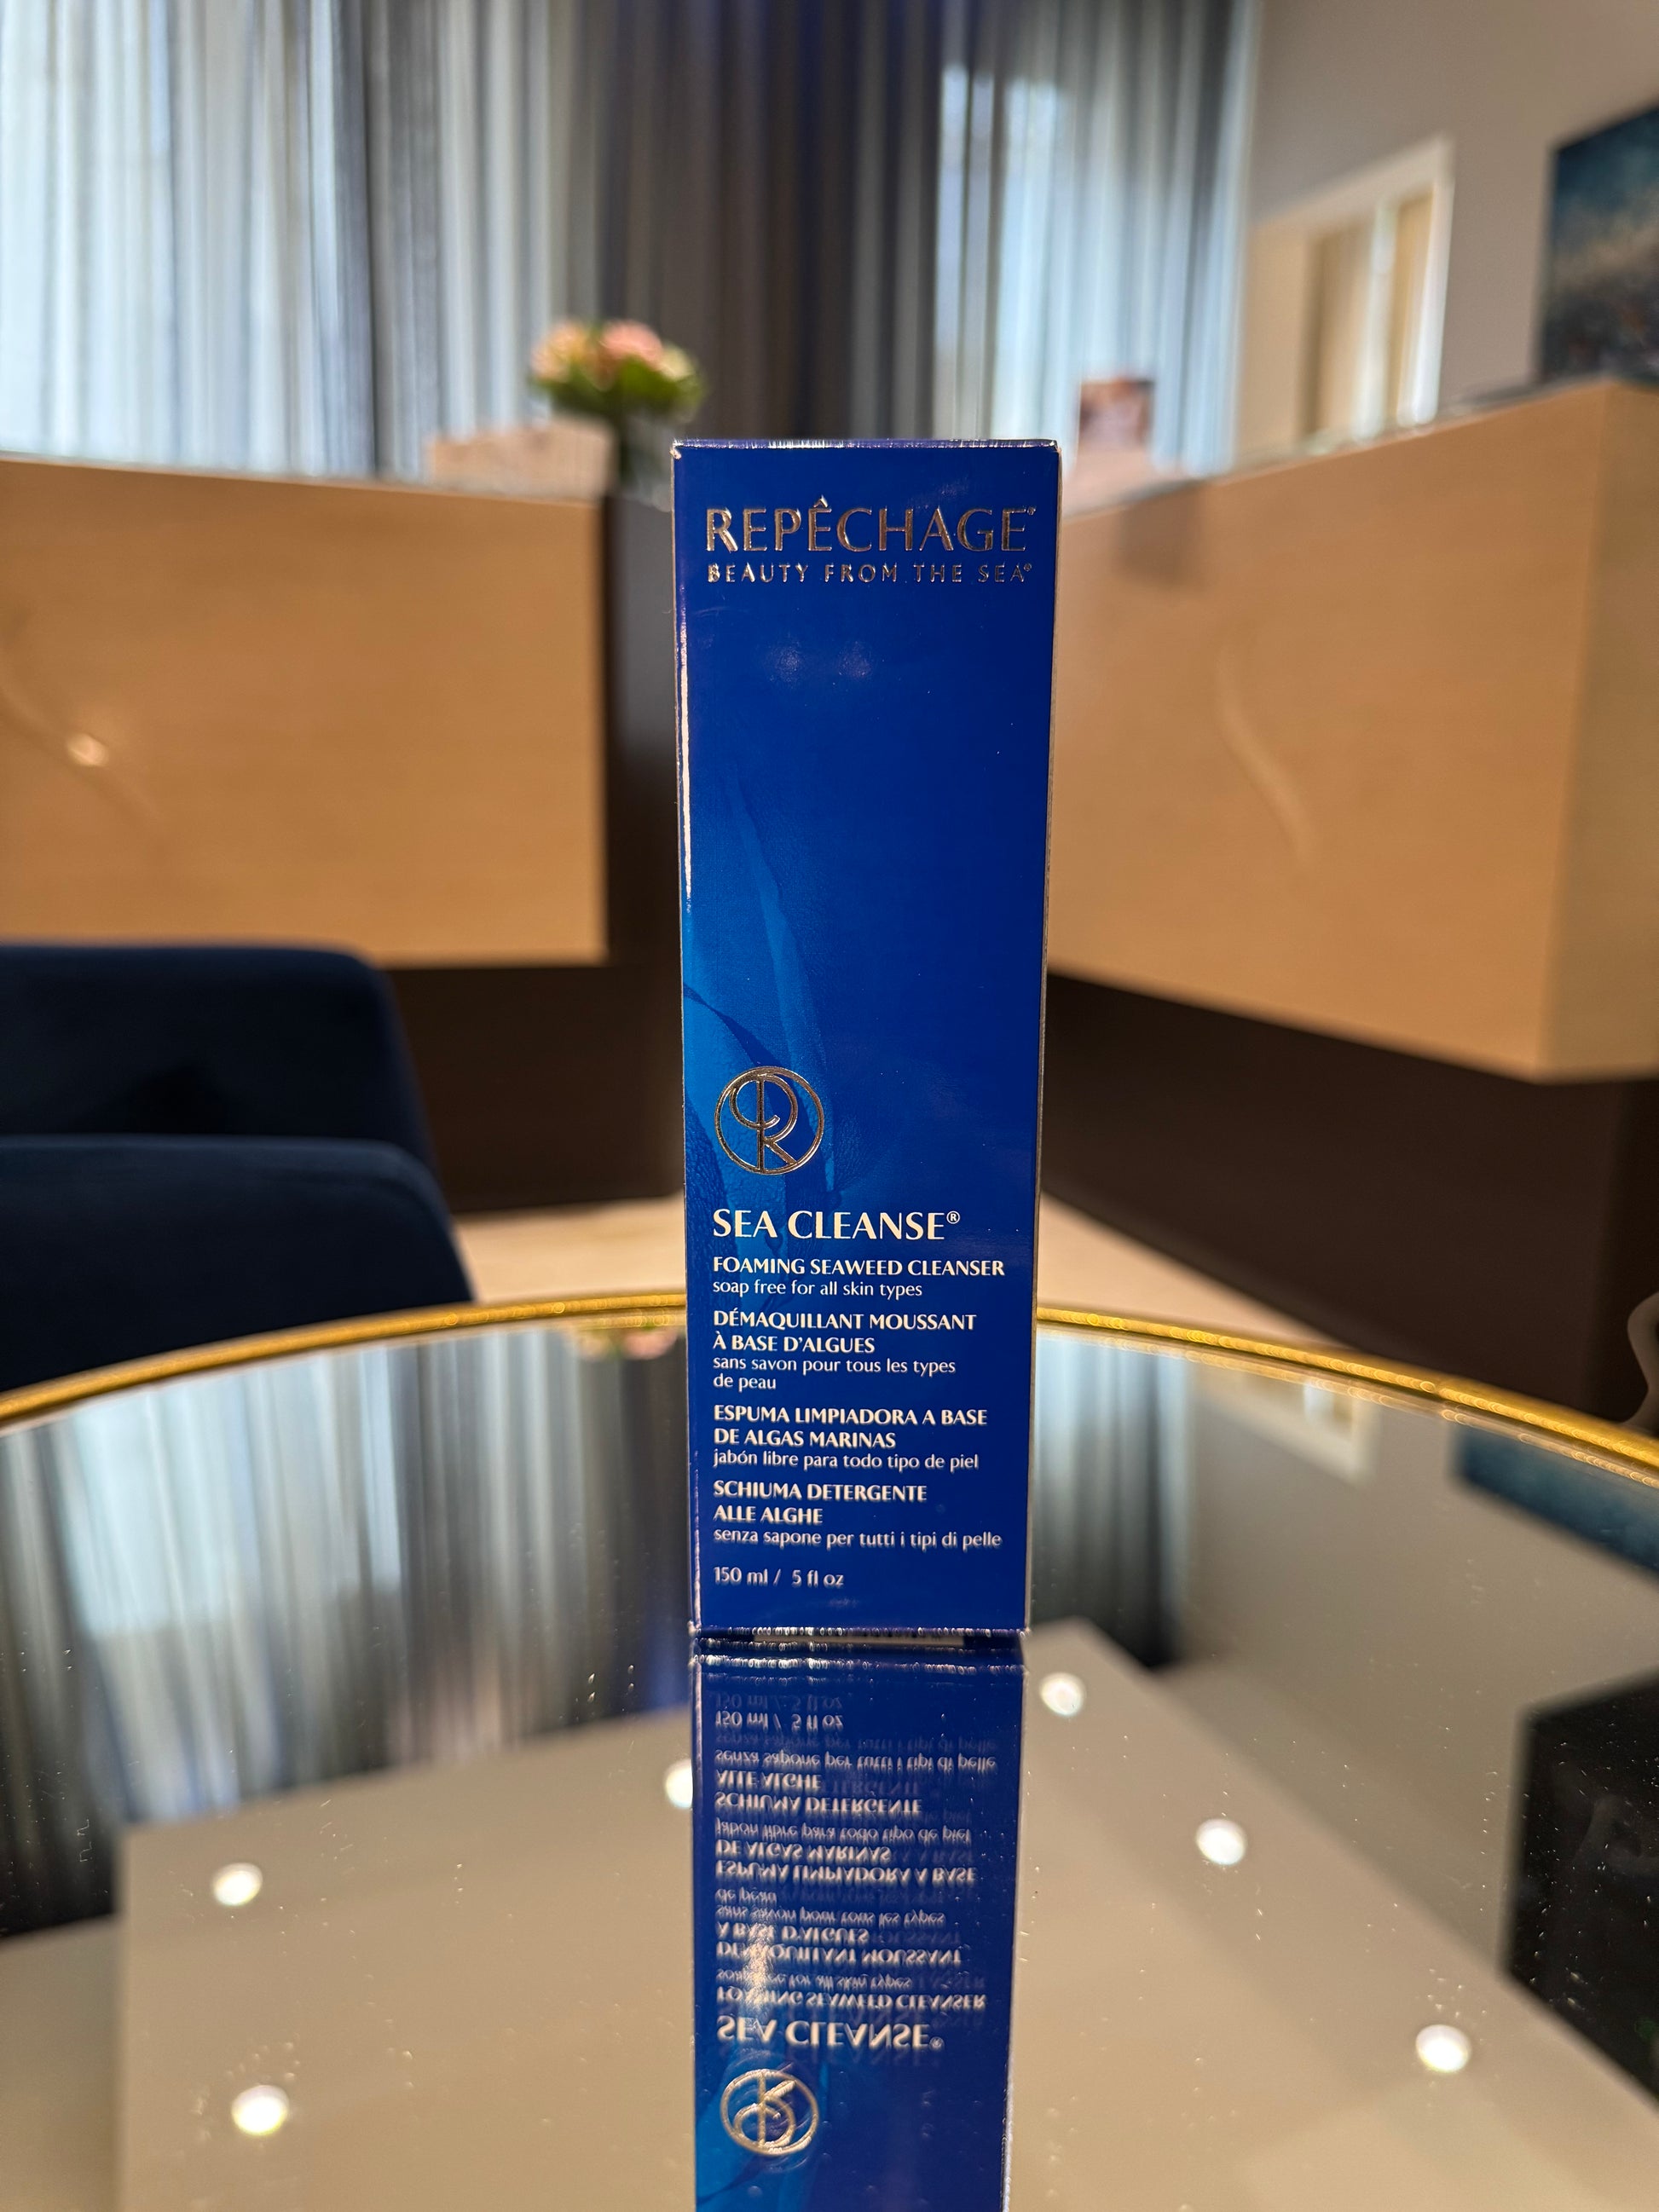 REPÊCHAGE®
BEAUTY FROM THE SEA®
SEA CLEANSE®
FOAMING SEAWEED CLEANSER
soap free for all skin types
DÉMAQUILLANT MOUSSANT
À BASE D'ALGUES
sans savon pour tous les types
de peau
ESPUMA LIMPIADORA A BASE
DE ALGAS MARINAS
jabón libre para todo tipo de piel
SCHIUMA DETERGENTE
ALLE ALGHE
senza sapone per tutti i tipi di pelle
150 ml / 5 fl oz